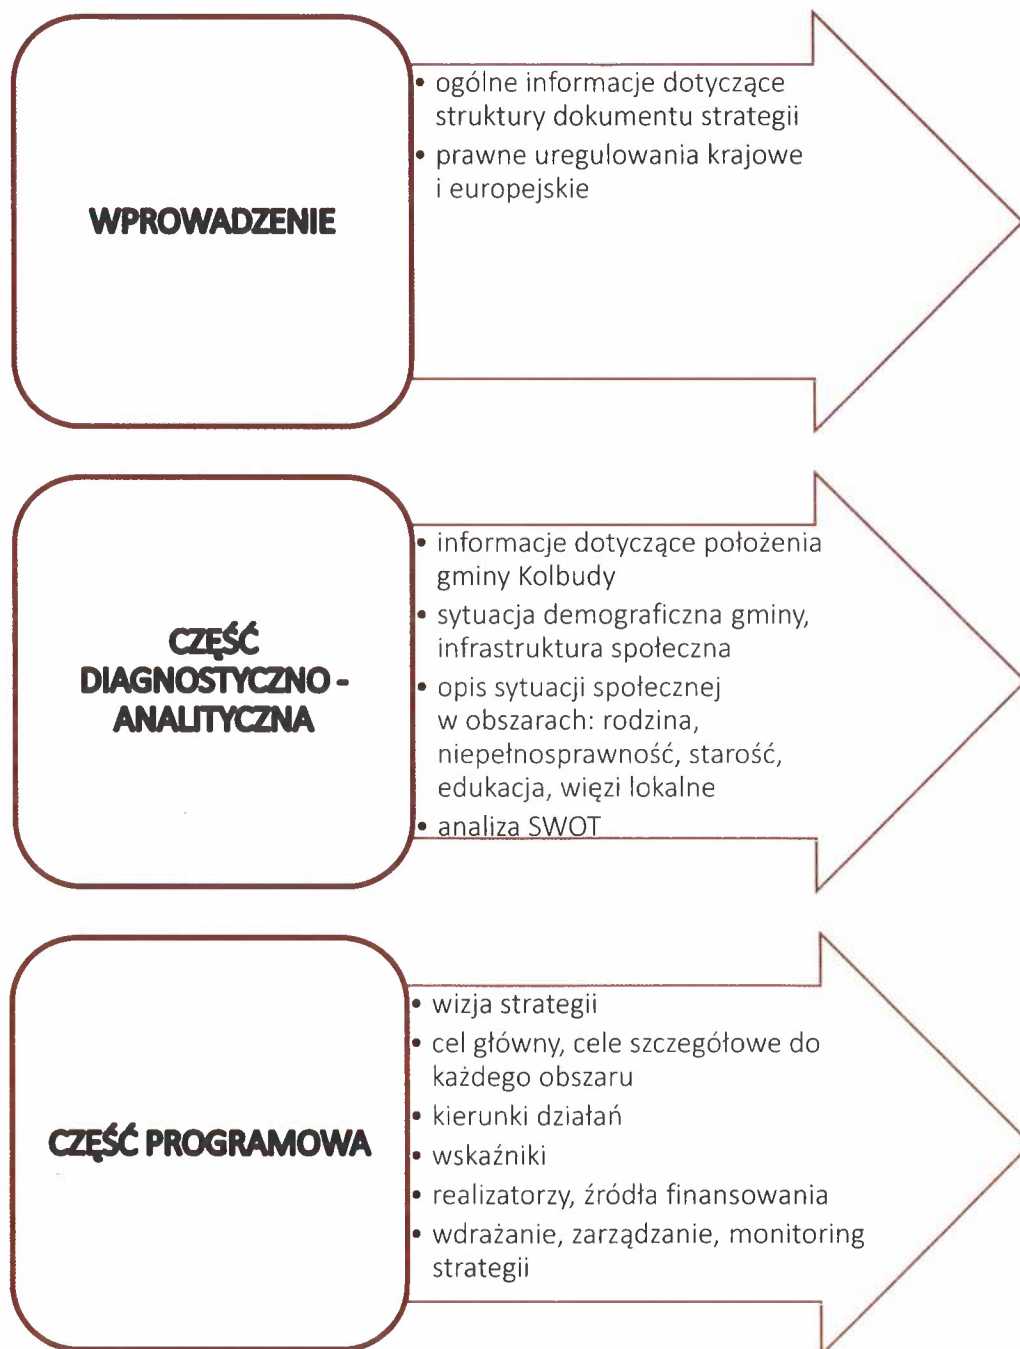 WPROWADZENIE
• ogólne informacje dotyczące
struktury dokumentu strategii
• prawne uregulowania krajowe
i europejskie
CZĘŚĆ
DIAGNOSTYCZNO -
ANALITYCZNA
• informacje dotyczące położenia
gminy Kolbudy
• sytuacja demograficzna gminy,
infrastruktura społeczna
• opis sytuacji społecznej
w obszarach: rodzina,
niepełnosprawność, starość,
edukacja, więzi lokalne
• analiza SWOT
CZĘŚĆ PROGRAMOWA
• wizja strategii
• cel główny, cele szczegółowe do
każdego obszaru
• kierunki działań
• wskaźniki
• realizatorzy, źródła finansowania
• wdrażanie, zarządzanie, monitoring
strategii